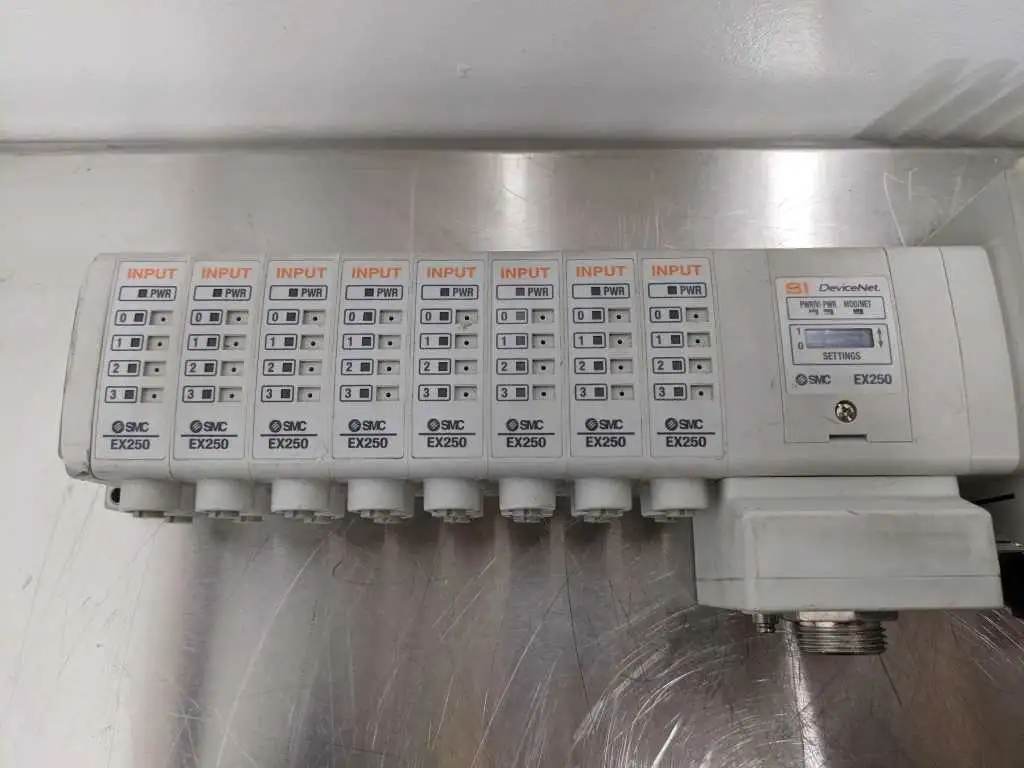 INPUT INPUT INPUT INPUT INPUT INPUT INPUT INPUT
PWR PWR PWR PWR PWR PWR PWR PWR
0 0 0 0 0 0 0 0
1 1 1 1 1 1 1 1
2 2 2 2 2 2 2 2
3 3 3 3 3 3 3 3
SMC SMC SMC SMC SMC SMC SMC SMC
EX250 EX250 EX250 EX250 EX250 EX250 EX250 EX250
SI DeviceNet
PWR(V) PWR MOD/NET
1
0
SETTINGS
SMC EX250